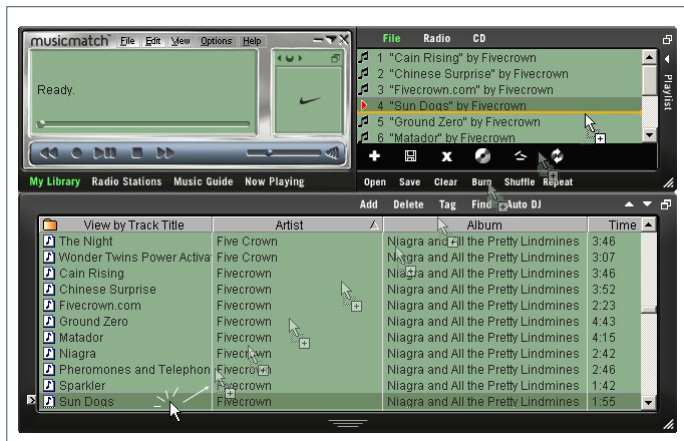 musicmatch File Edit View Options Help
Ready.
File Radio CD
1 "Cain Rising" by Fivecrown
2 "Chinese Surprise" by Fivecrown
3 "Fivecrown.com" by Fivecrown
4 "Sun Dogs" by Fivecrown
5 "Ground Zero" by Fivecrown
6 "Matador" by Fivecrown
Playlist
Open Save Clear Burn Shuffle Repeat
My Library Radio Stations Music Guide Now Playing
Add Delete Tag Find Auto DJ
View by Track Title Artist Album Time
The Night Five Crown Niagra and All the Pretty Lindmines 3:46
Wonder Twins Power Activa Five Crown Niagra and All the Pretty Lindmines 3:07
Cain Rising Fivecrown Niagra and All the Pretty Lindmines 3:46
Chinese Surprise Fivecrown Niagra and All the Pretty Lindmines 3:52
Fivecrown.com Fivecrown Niagra and All the Pretty Lindmines 2:23
Ground Zero Fivecrown Niagra and All the Pretty Lindmines 4:43
Matador Fivecrown Niagra and All the Pretty Lindmines 4:15
Niagra Fivecrown Niagra and All the Pretty Lindmines 2:42
Pheromones and Telephon Fivecrown Niagra and All the Pretty Lindmines 2:46
Sparkler Fivecrown Niagra and All the Pretty Lindmines 1:42
Sun Dogs Fivecrown Niagra and All the Pretty Lindmines 1:55